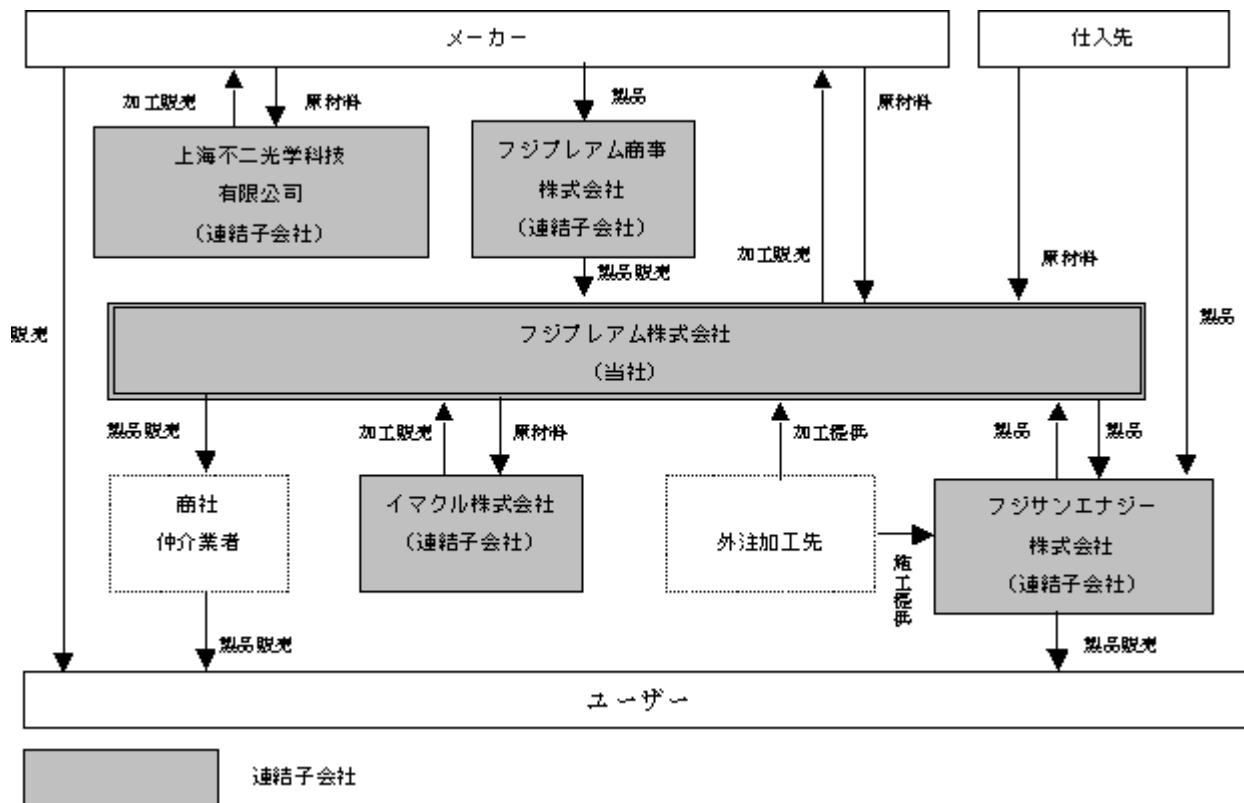 メーカー
仕入先
加工販売
原材料
製品
原材料
上海不二光学科技
有限公司
（連結子会社）
フジプレアム商事
株式会社
（連結子会社）
加工販売
原材料
製品販売
販売
製品
フジプレアム株式会社
（当社）
製品販売
加工販売
原材料
加工提供
製品
製品
商社
仲介業者
イマクル株式会社
（連結子会社）
外注加工先
フジサンエナジー
株式会社
（連結子会社）
施工提供
製品販売
製品販売
ユーザー
連結子会社